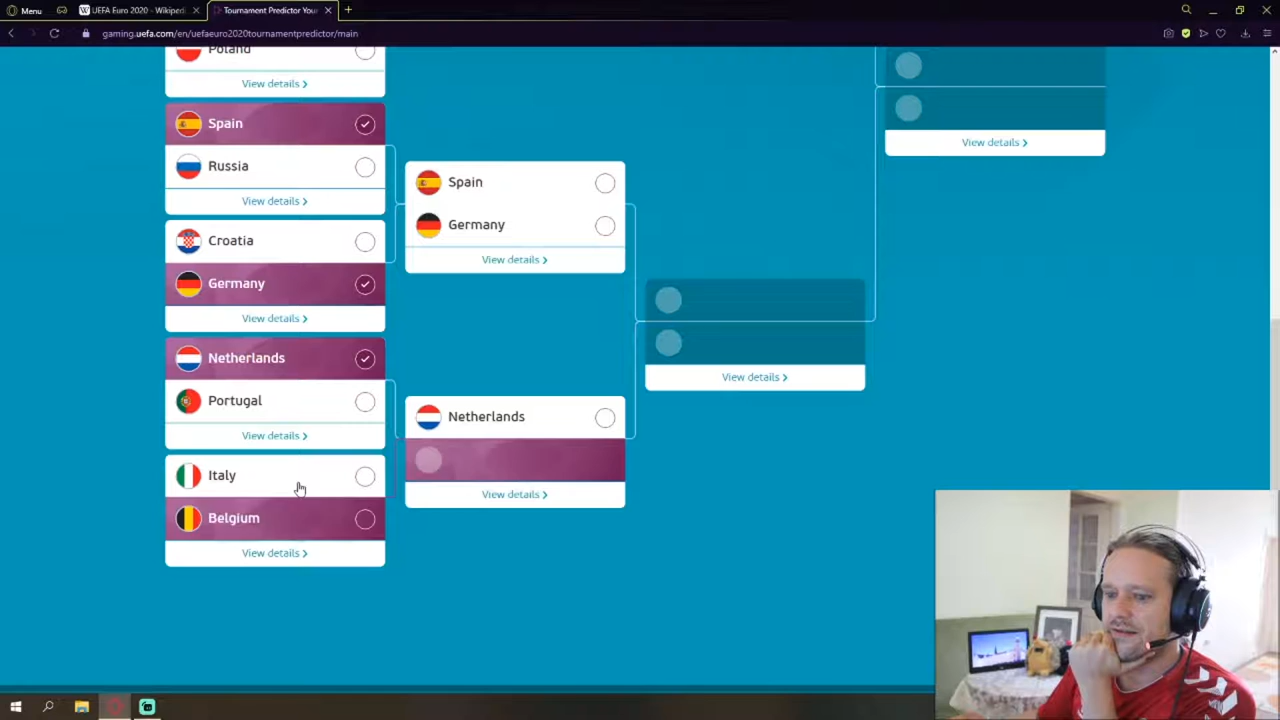 Menu
UEFA Euro 2020 - Wikipedi
Tournament Predictor Your
gaming.uefa.com/en/uefaeuro2020tournamentpredictor/main
Poland
View details
Spain
Russia
View details
Croatia
Germany
View details
Netherlands
Portugal
View details
Italy
Belgium
View details
Spain
Germany
View details
Netherlands
View details
View details
View details